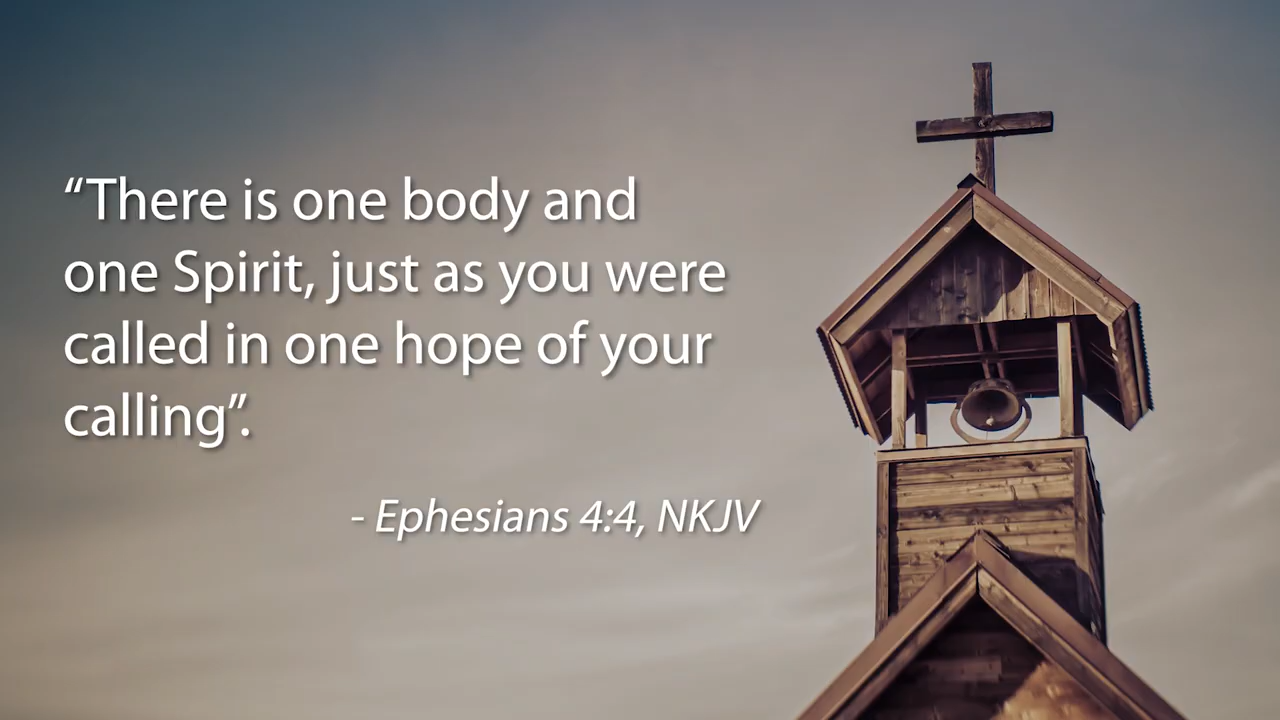 “There is one body and
one Spirit, just as you were
called in one hope of your
calling”.
- Ephesians 4:4, NKJV